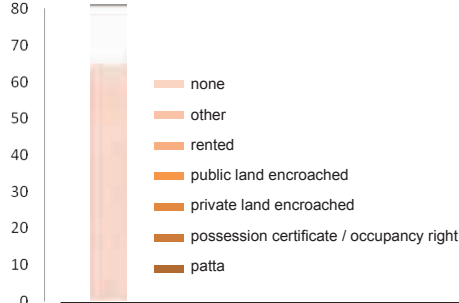 80
70
60
50
40
30
20
10
0
none
other
rented
public land encroached
private land encroached
possession certificate / occupancy right
patta